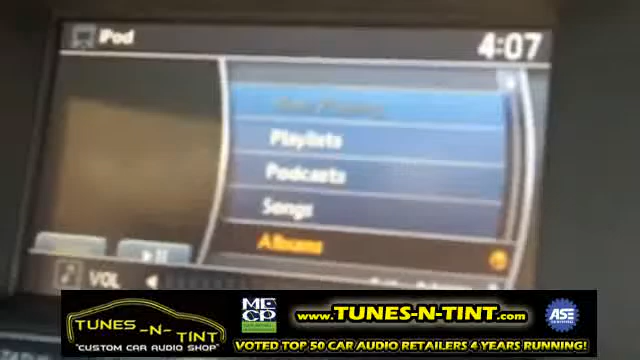 iPod
4:07
Playlists
Podcasts
Songs
Albums
VOL
TUNES -N- TINT
"CUSTOM CAR AUDIO SHOP"
MECP
www.TUNES-N-TINT.com
VOTED TOP 50 CAR AUDIO RETAILERS 4 YEARS RUNNING!
ASE